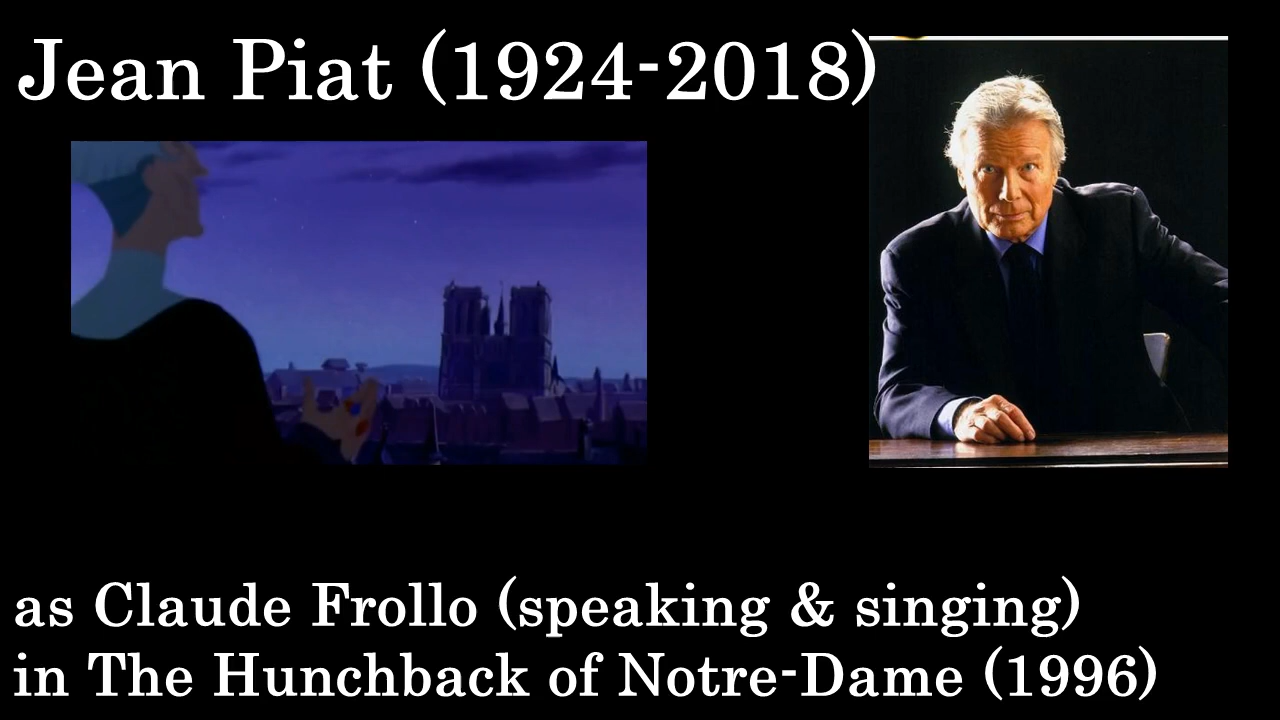 Jean Piat (1924-2018)
as Claude Frollo (speaking & singing)
in The Hunchback of Notre-Dame (1996)